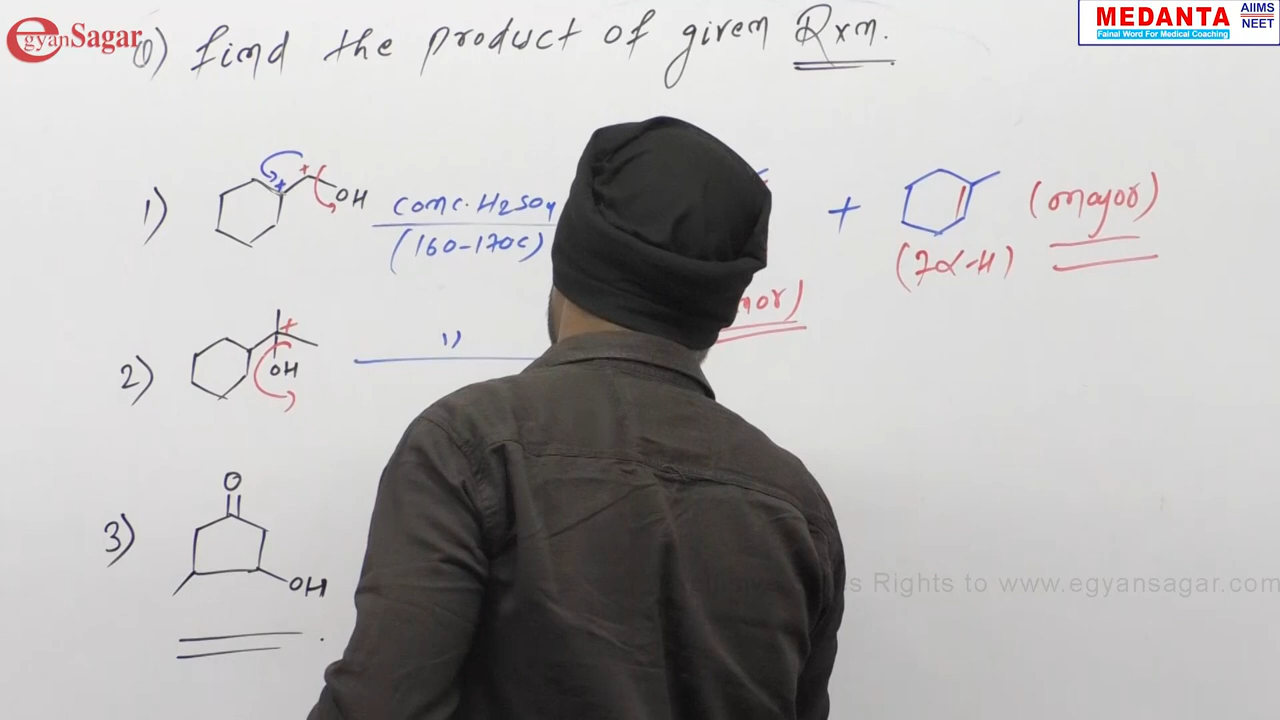 egyanSagar
MEDANTA AIIMS NEET
Fainal Word For Medical Coaching
Q) find the product of given Rxn.
1) OH conc. H2SO4 + (major)
(160-170c) (7α-H)
2) OH 11
3) O
OH
Rights to www.egyansagar.com